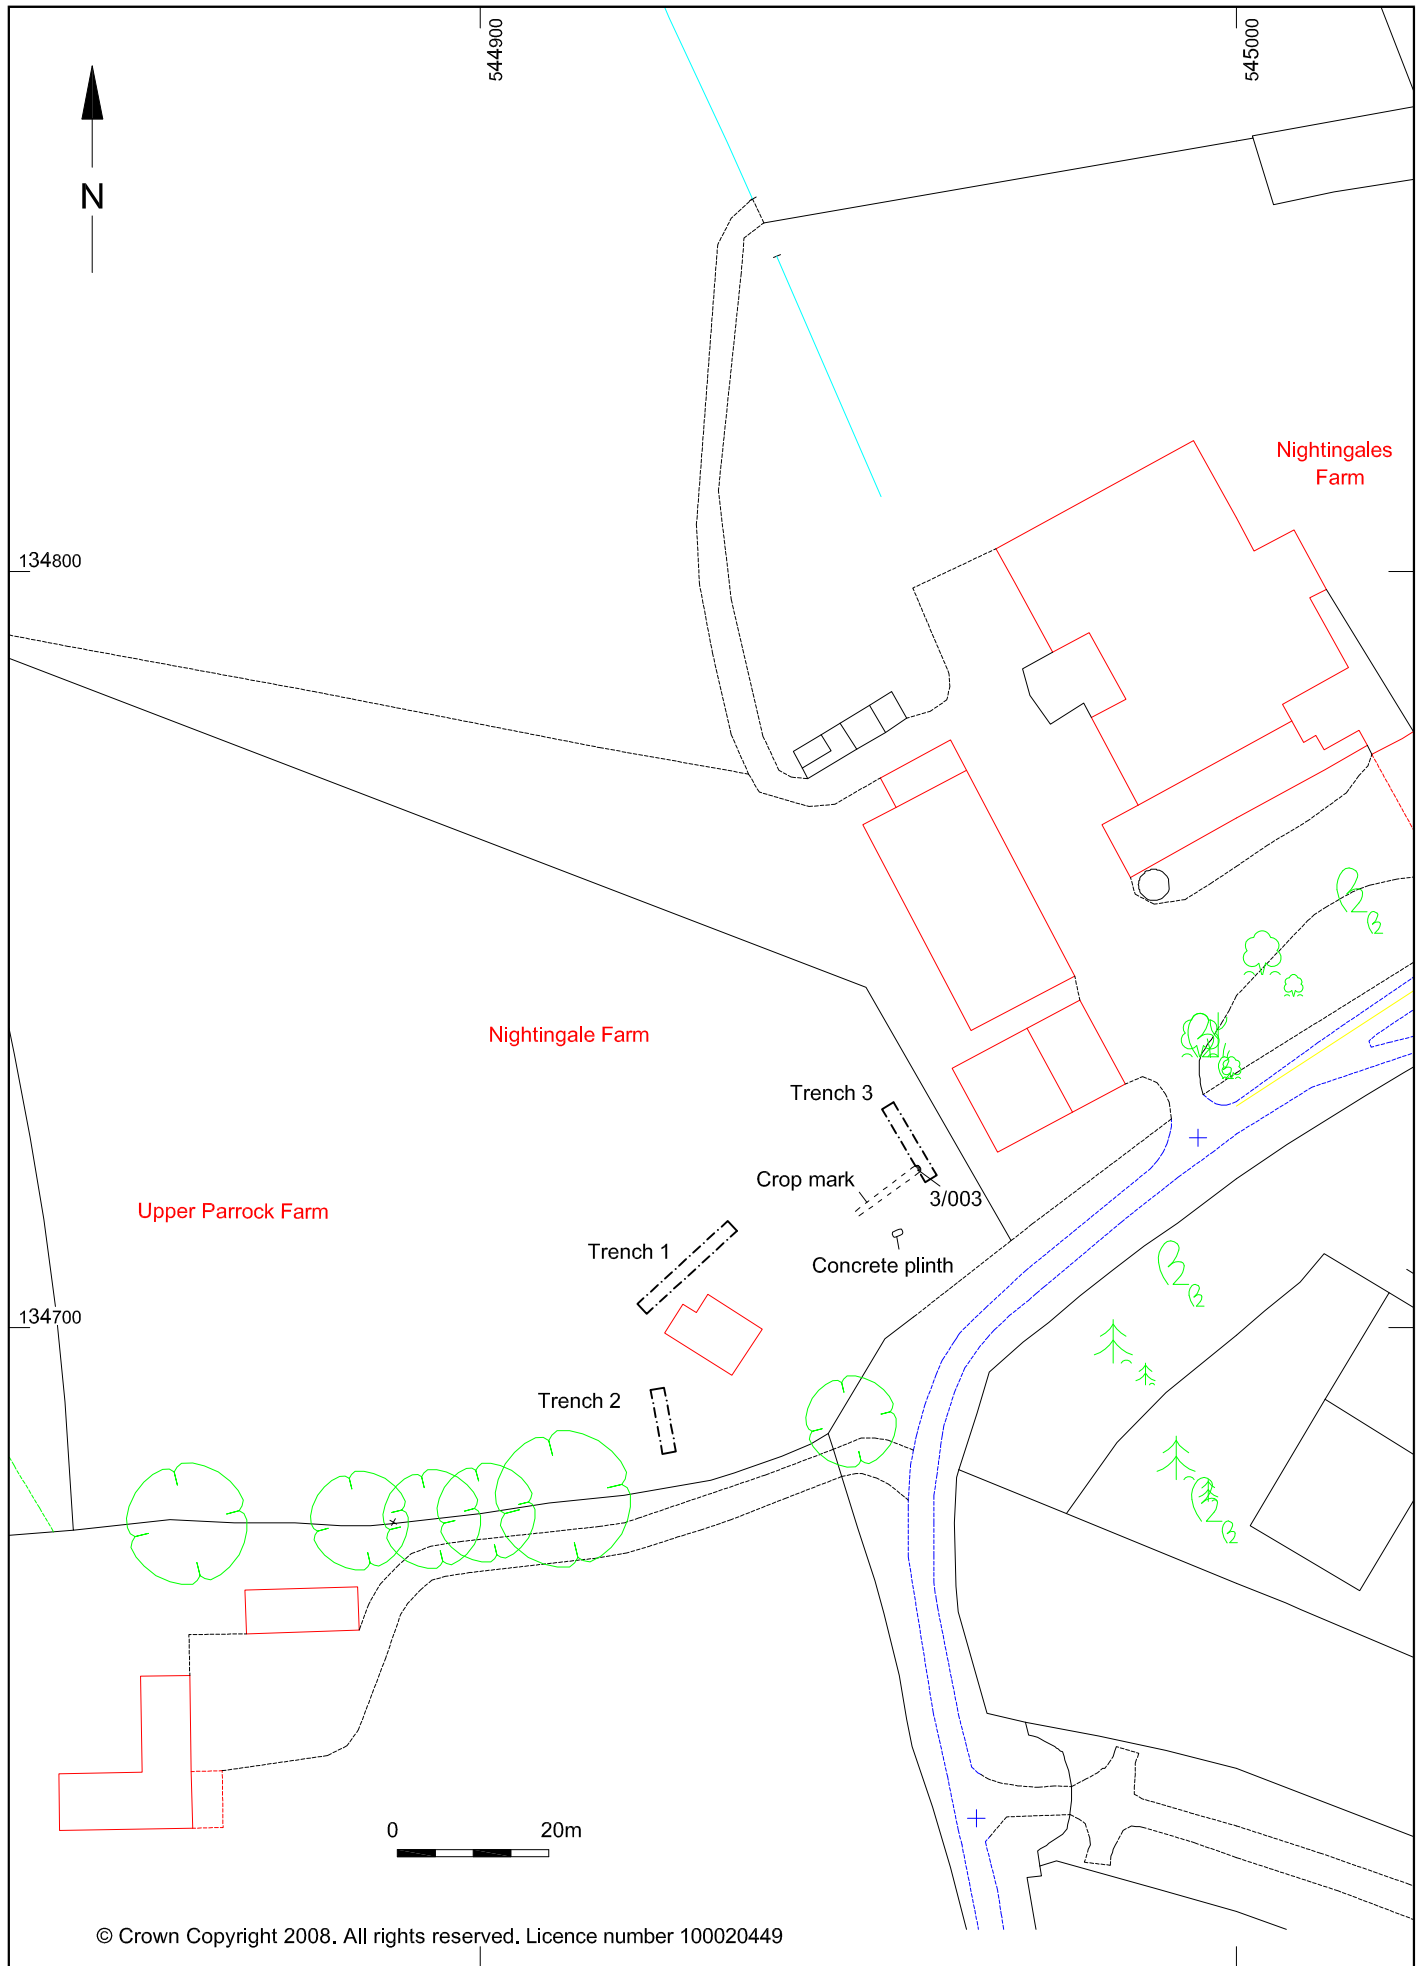 544900
545000
N
Nightingales
Farm
134800
Nightingale Farm
Trench 3
Crop mark
3/003
Upper Parrock Farm
Trench 1
Concrete plinth
134700
Trench 2
0 20m
© Crown Copyright 2008. All rights reserved. Licence number 100020449